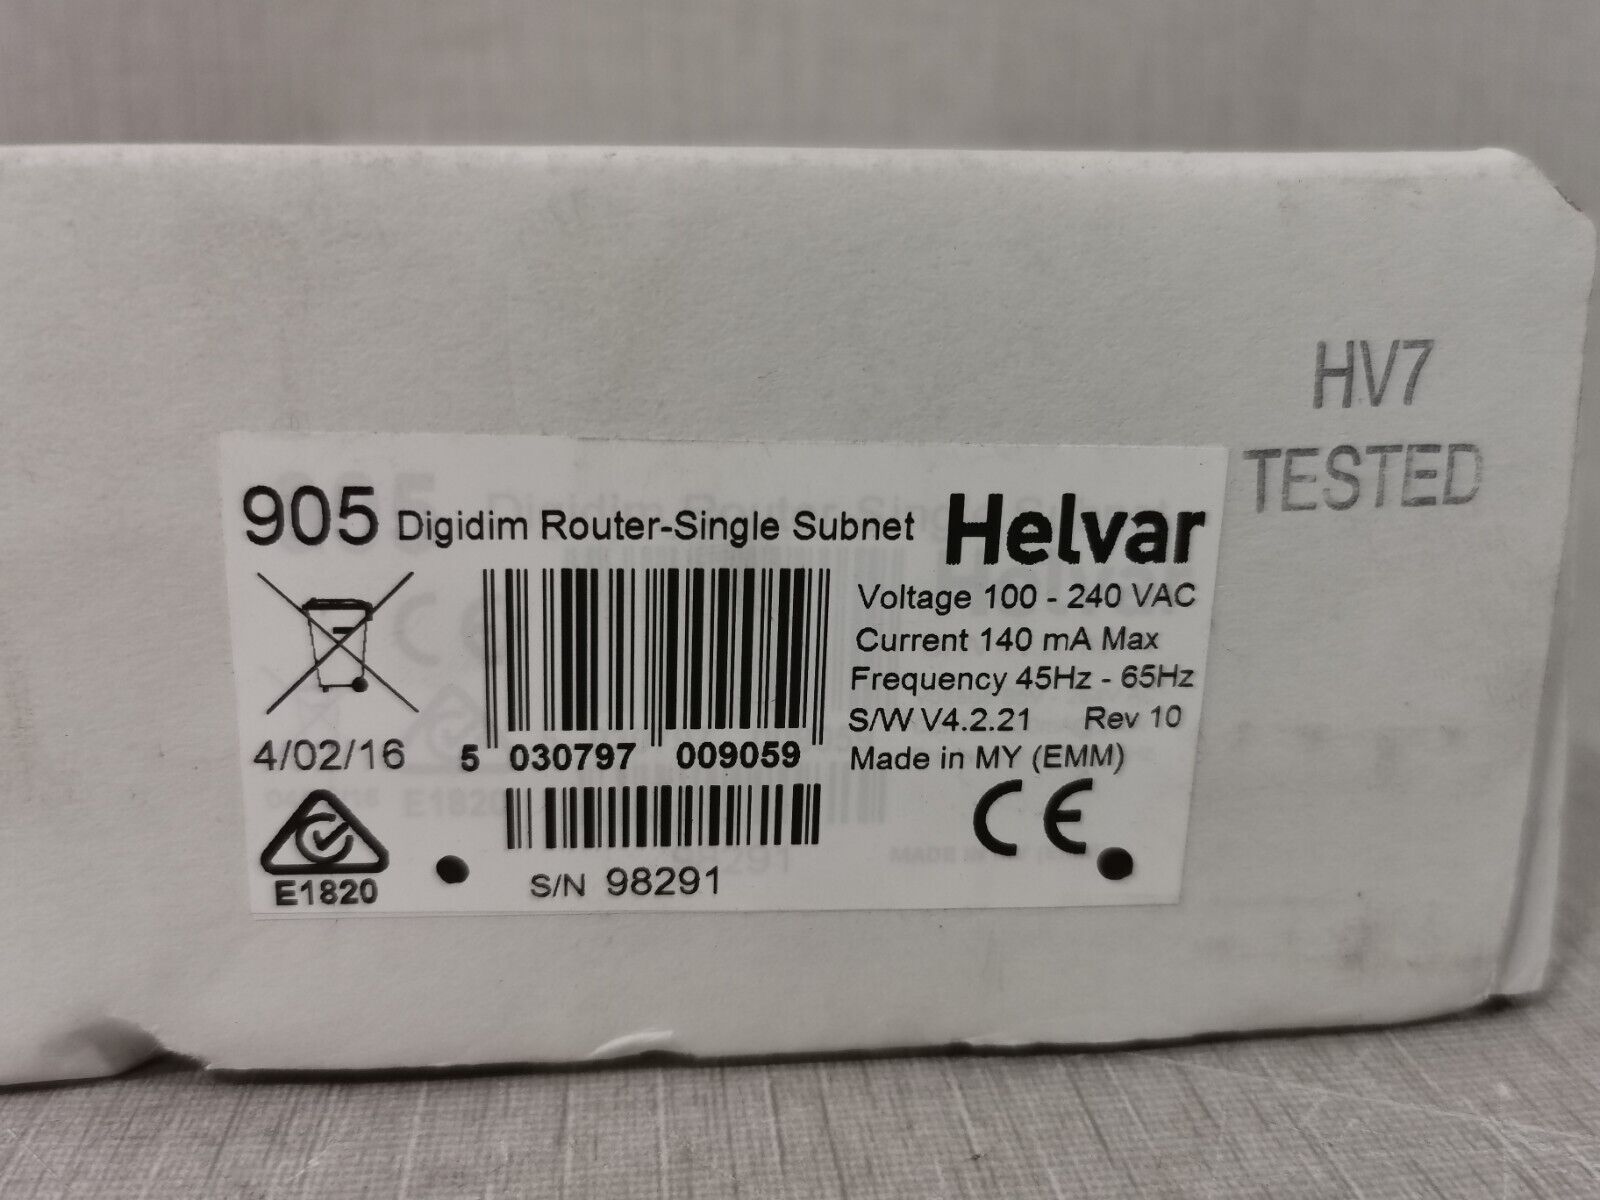 HV7
TESTED
905 Digidim Router-Single Subnet Helvar
Voltage 100 - 240 VAC
Current 140 mA Max
Frequency 45Hz - 65Hz
S/W V4.2.21 Rev 10
4/02/16
5 030797 009059
Made in MY (EMM)
CE
E1820
S/N 98291